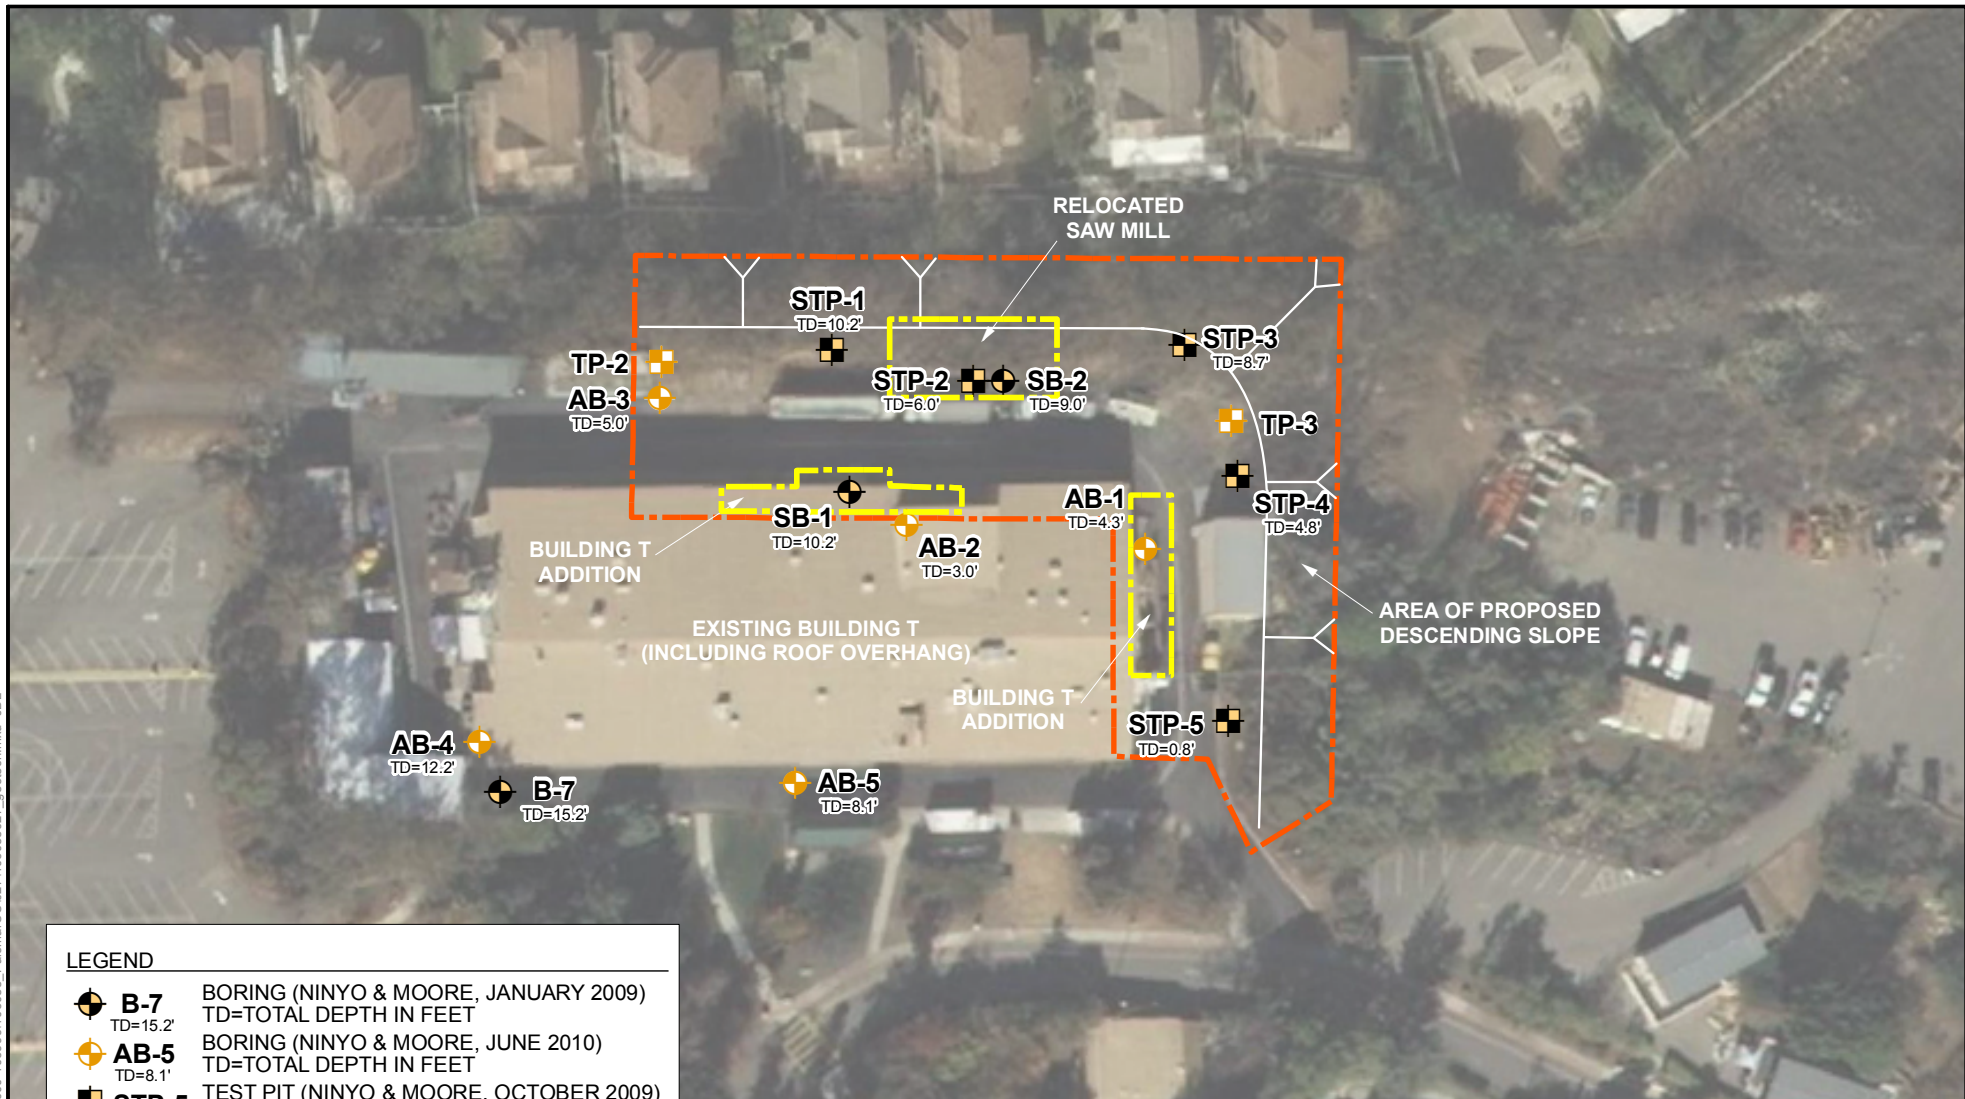 RELOCATED
SAW MILL
STP-1
TD=10.2'
STP-3
TD=8.7'
TP-2
STP-2
TD=6.0'
SB-2
TD=9.0'
AB-3
TD=5.0'
TP-3
AB-1
TD=4.3'
STP-4
TD=4.8'
SB-1
TD=10.2'
AB-2
TD=3.0'
BUILDING T
ADDITION
AREA OF PROPOSED
DESCENDING SLOPE
EXISTING BUILDING T
(INCLUDING ROOF OVERHANG)
BUILDING T
ADDITION
STP-5
TD=0.8'
AB-4
TD=12.2'
B-7
TD=15.2'
AB-5
TD=8.1'
LEGEND
B-7
TD=15.2'
BORING (NINYO & MOORE, JANUARY 2009)
TD=TOTAL DEPTH IN FEET
AB-5
TD=8.1'
BORING (NINYO & MOORE, JUNE 2010)
TD=TOTAL DEPTH IN FEET
STP-5
TEST PIT (NINYO & MOORE, OCTOBER 2009)